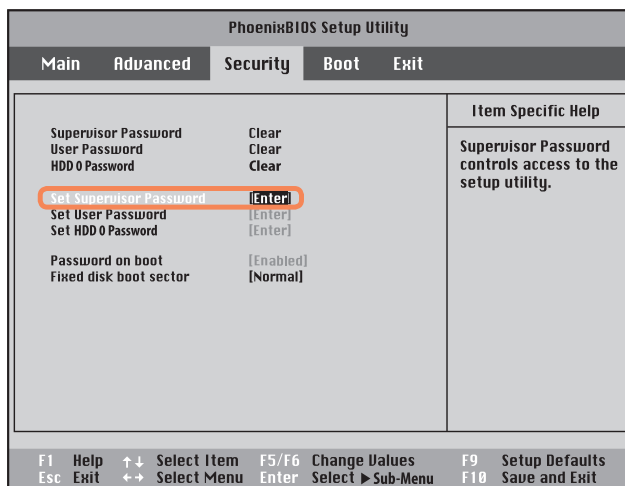 PhoenixBIOS Setup Utility
Main Advanced Security Boot Exit
Item Specific Help
Supervisor Password Clear
User Password Clear
HDD 0 Password Clear
Set Supervisor Password [Enter]
Set User Password [Enter]
Set HDD 0 Password [Enter]
Password on boot [Enabled]
Fixed disk boot sector [Normal]
Supervisor Password
controls access to the
setup utility.
F1 Help ↑↓ Select Item F5/F6 Change Values F9 Setup Defaults
Esc Exit ←→ Select Menu Enter Select ▶ Sub-Menu F10 Save and Exit